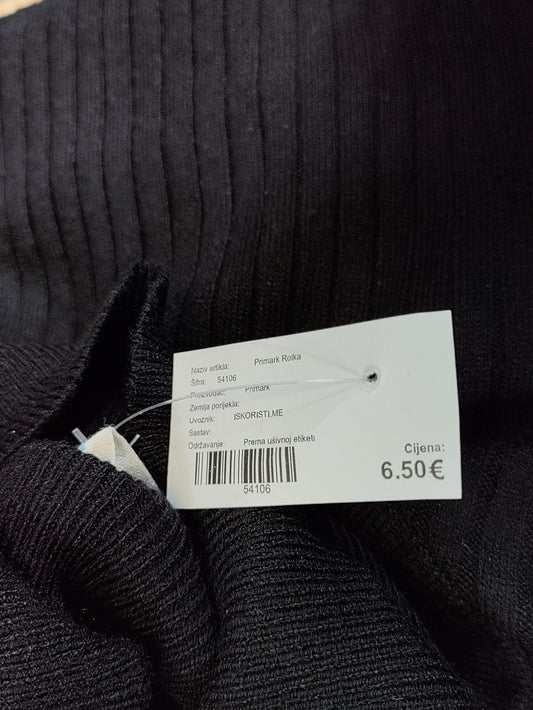 Naziv artikla: Primark Rolka
Šifra: 54106
Proizvođač: Primark
Zemlja porijekla:
Uvoznik: ISKORISTI.ME
Sastav:
Održavanje: Prema ušivnoj etiketi
54106
Cijena:
6.50€